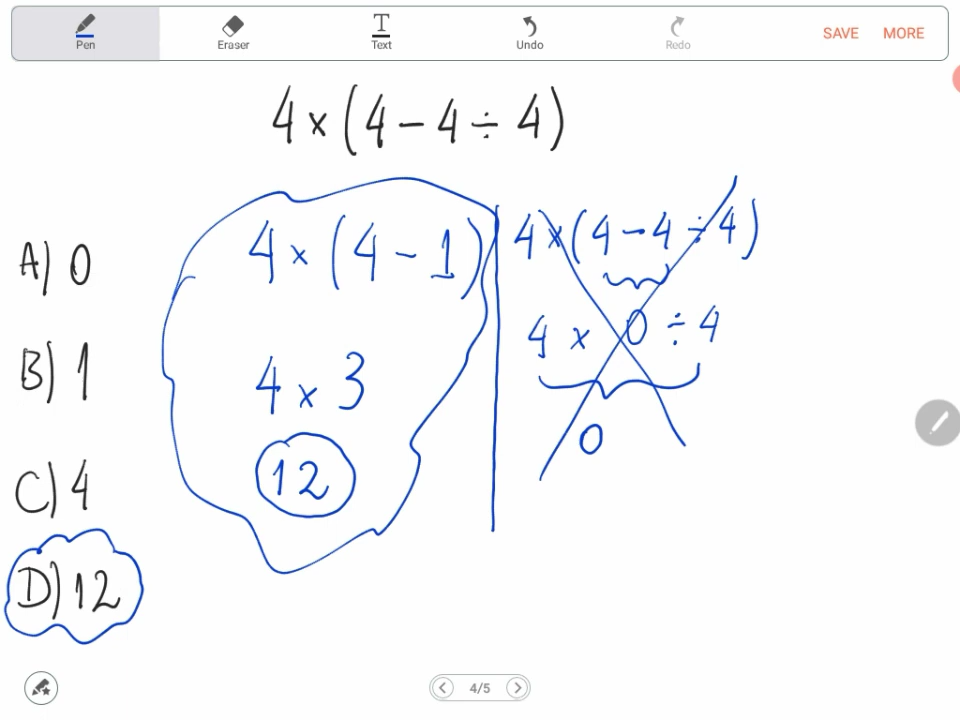 Pen Eraser Text Undo Redo SAVE MORE
4×(4−4÷4)
A) 0
B) 1
C) 4
D) 12
4×(4−1)
4×3
12
4×(4−4÷4)
4×0÷4
0
4/5